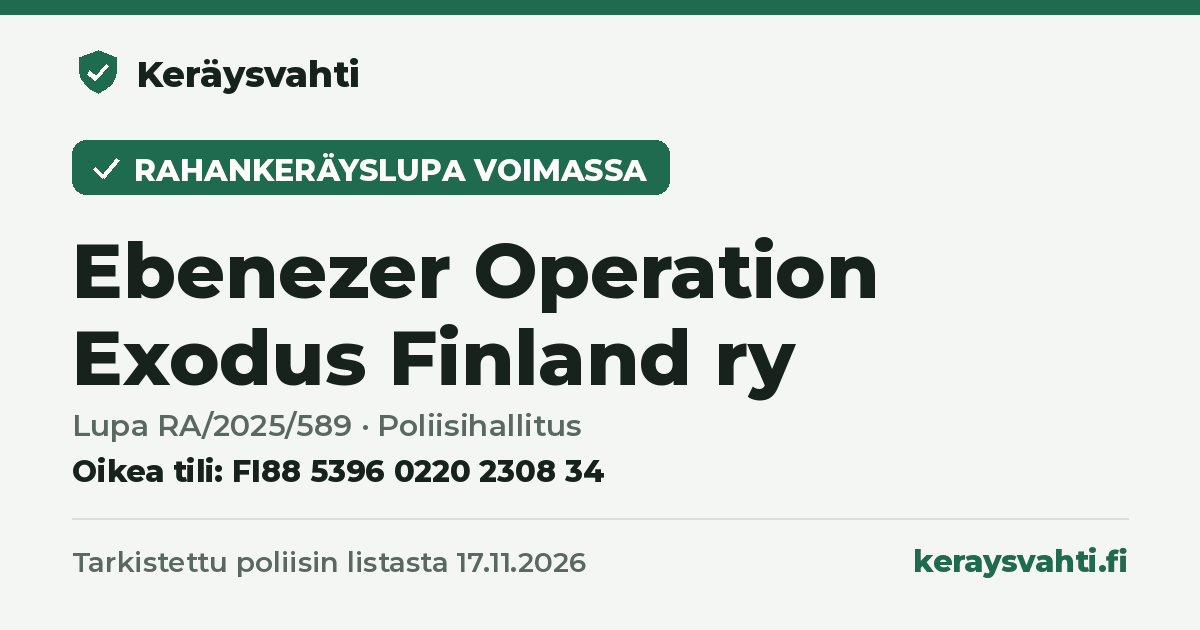 Keräysvahti
RAHANKERÄYSLUPA VOIMASSA
Ebenezer Operation
Exodus Finland ry
Lupa RA/2025/589 · Poliisihallitus
Oikea tili: FI88 5396 0220 2308 34
Tarkistettu poliisin listasta 17.11.2026
keraysvahti.fi